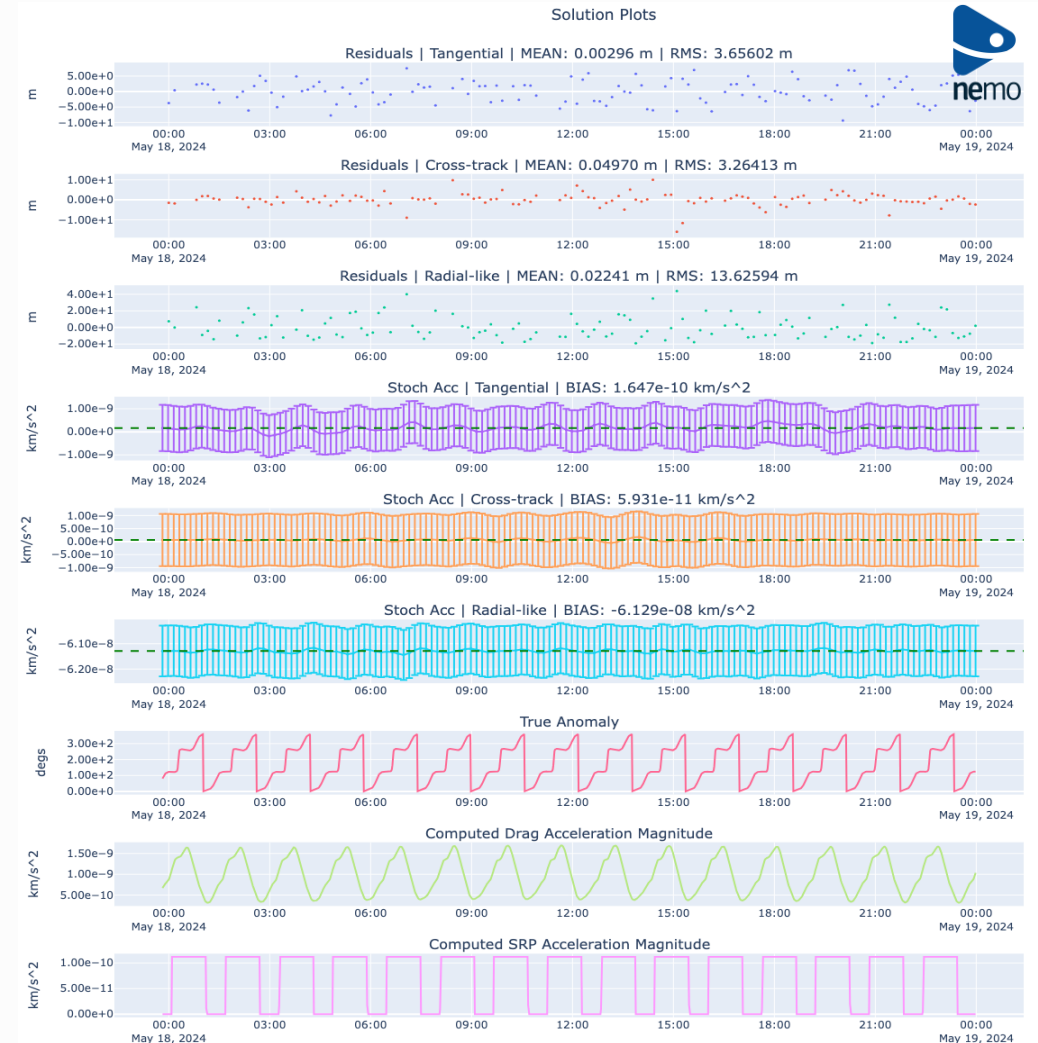 Solution Plots
nemo
Residuals | Tangential | MEAN: 0.00296 m | RMS: 3.65602 m
m
5.00e+0
0.00e+0
−5.00e+0
−1.00e+1
00:00 03:00 06:00 09:00 12:00 15:00 18:00 21:00 00:00
May 18, 2024 May 19, 2024
Residuals | Cross-track | MEAN: 0.04970 m | RMS: 3.26413 m
m
1.00e+1
0.00e+0
−1.00e+1
00:00 03:00 06:00 09:00 12:00 15:00 18:00 21:00 00:00
May 18, 2024 May 19, 2024
Residuals | Radial-like | MEAN: 0.02241 m | RMS: 13.62594 m
m
4.00e+1
2.00e+1
0.00e+0
−2.00e+1
00:00 03:00 06:00 09:00 12:00 15:00 18:00 21:00 00:00
May 18, 2024 May 19, 2024
Stoch Acc | Tangential | BIAS: 1.647e-10 km/s^2
km/s^2
1.00e−9
0.00e+0
−1.00e−9
00:00 03:00 06:00 09:00 12:00 15:00 18:00 21:00 00:00
May 18, 2024 May 19, 2024
Stoch Acc | Cross-track | BIAS: 5.931e-11 km/s^2
km/s^2
1.00e−9
5.00e−10
0.00e+0
−5.00e−10
−1.00e−9
00:00 03:00 06:00 09:00 12:00 15:00 18:00 21:00 00:00
May 18, 2024 May 19, 2024
Stoch Acc | Radial-like | BIAS: -6.129e-08 km/s^2
km/s^2
−6.10e−8
−6.20e−8
00:00 03:00 06:00 09:00 12:00 15:00 18:00 21:00 00:00
May 18, 2024 May 19, 2024
True Anomaly
degs
3.00e+2
2.00e+2
1.00e+2
0.00e+0
00:00 03:00 06:00 09:00 12:00 15:00 18:00 21:00 00:00
May 18, 2024 May 19, 2024
Computed Drag Acceleration Magnitude
km/s^2
1.50e−9
1.00e−9
5.00e−10
00:00 03:00 06:00 09:00 12:00 15:00 18:00 21:00 00:00
May 18, 2024 May 19, 2024
Computed SRP Acceleration Magnitude
km/s^2
1.00e−10
5.00e−11
0.00e+0
00:00 03:00 06:00 09:00 12:00 15:00 18:00 21:00 00:00
May 18, 2024 May 19, 2024